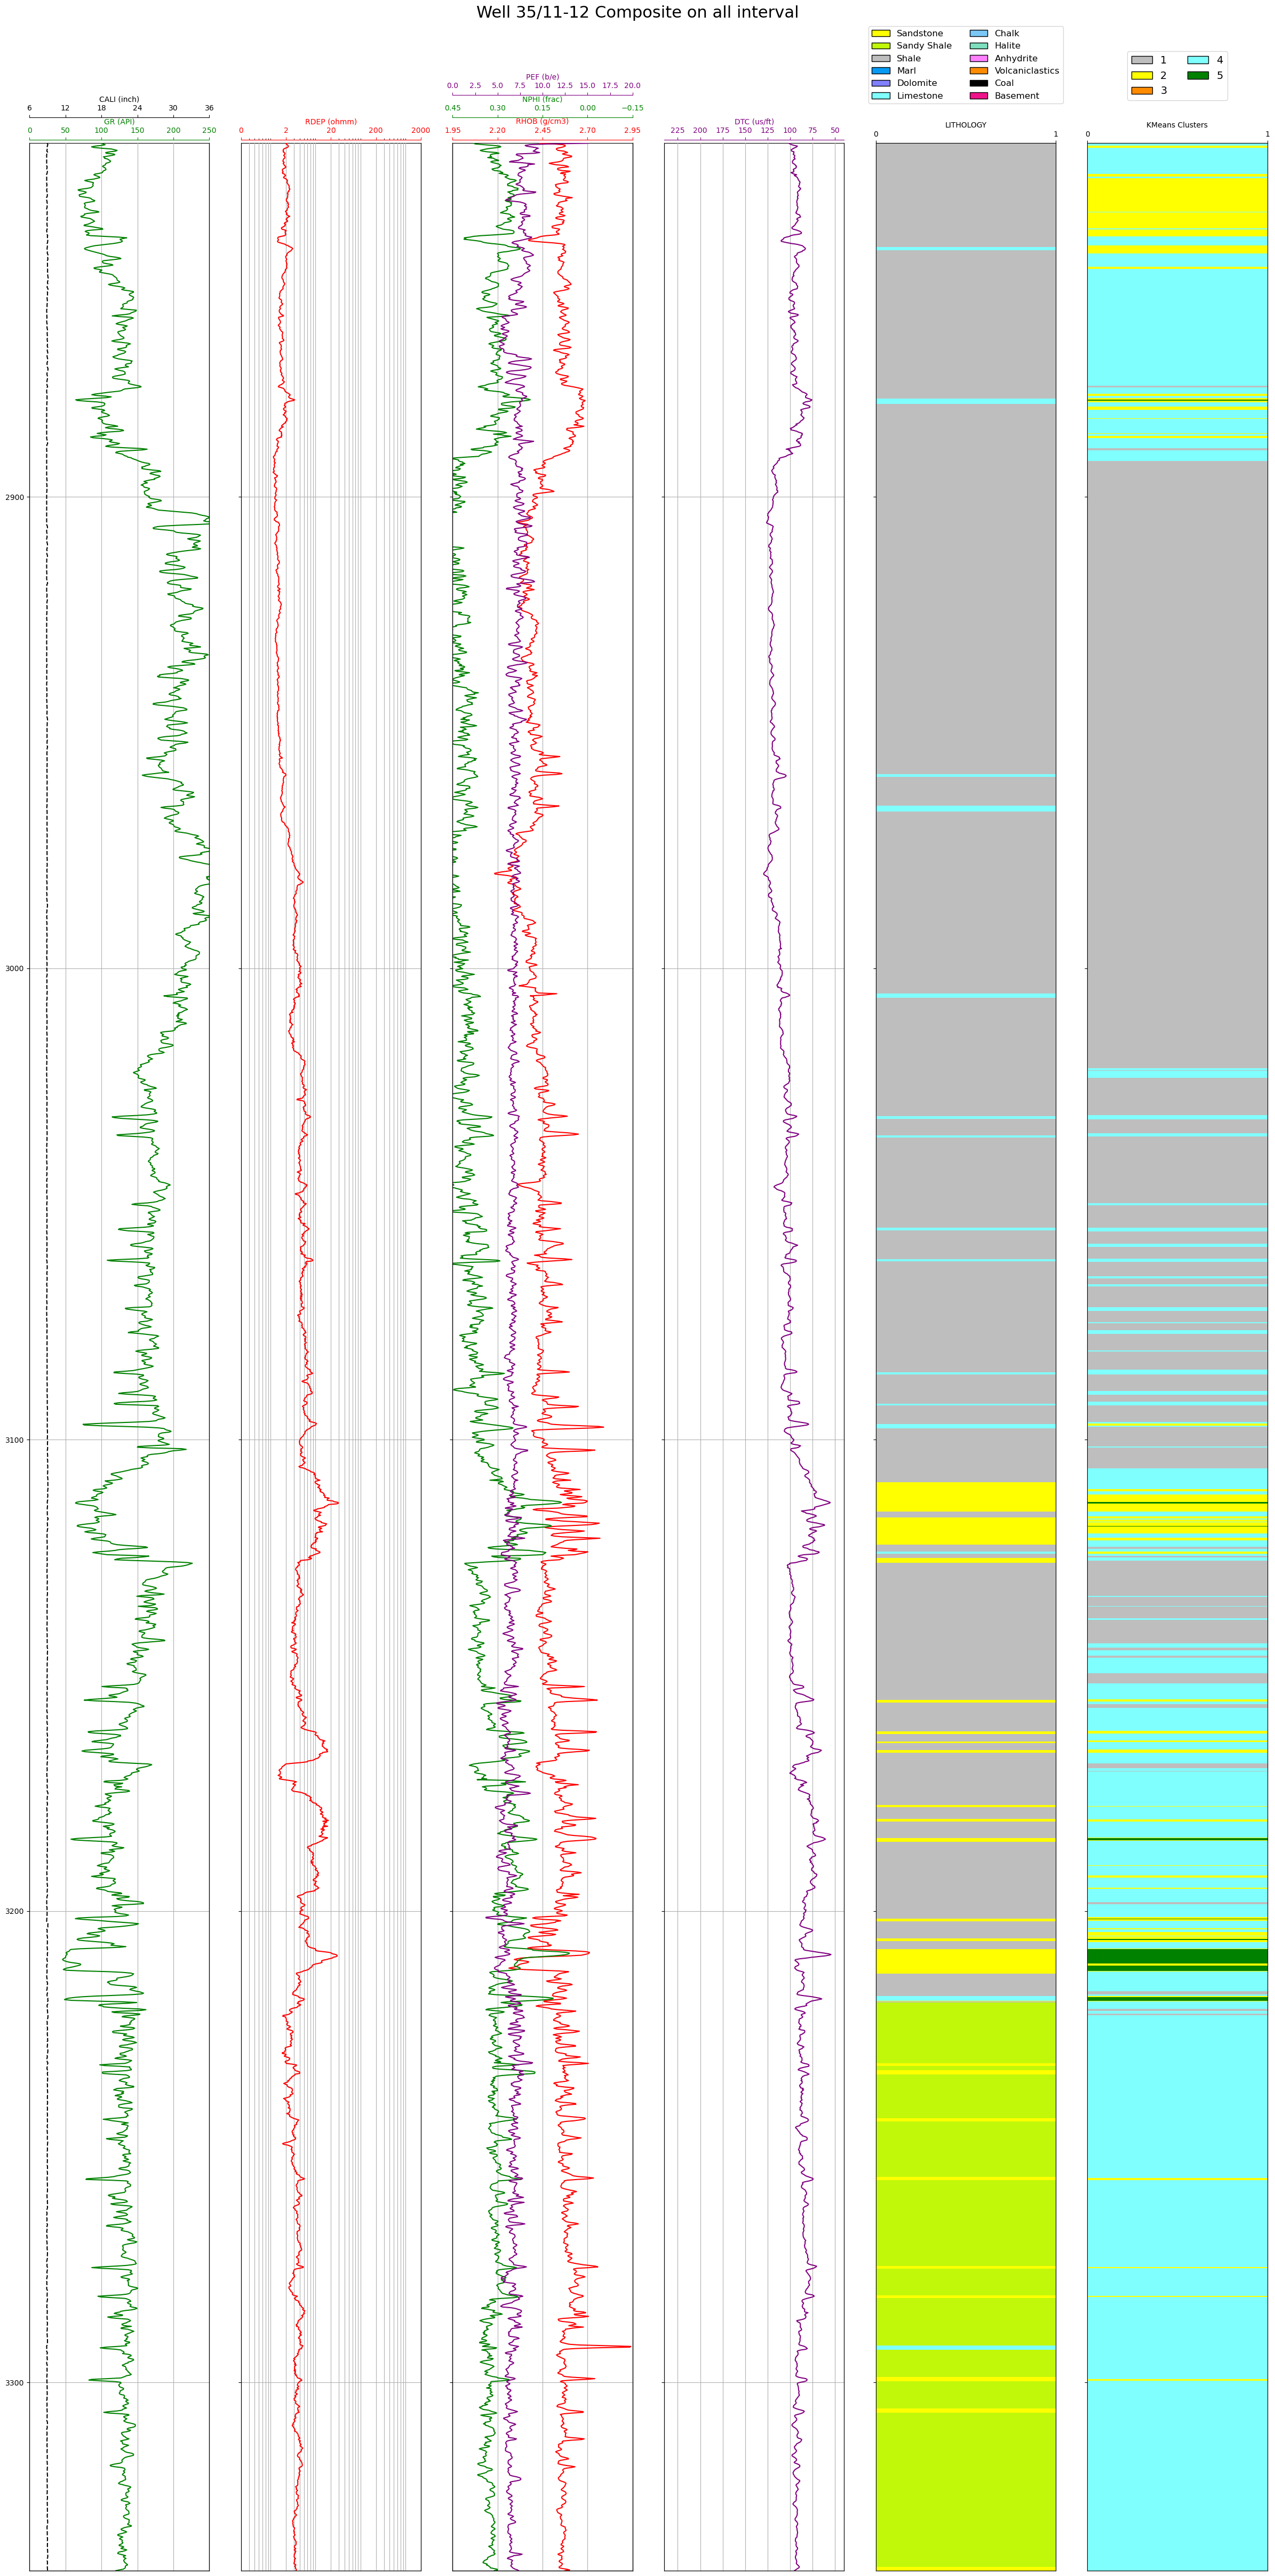 Well 35/11-12 Composite on all interval
Sandstone Chalk
Sandy Shale Halite
Shale Anhydrite
Marl Volcaniclastics
Dolomite Coal
Limestone Basement
1 4
2 5
3
PEF (b/e)
0.0 2.5 5.0 7.5 10.0 12.5 15.0 17.5 20.0
CALI (inch) NPHI (frac)
6 12 18 24 30 36 0.45 0.30 0.15 0.00 −0.15
GR (API) RDEP (ohmm) RHOB (g/cm3) DTC (us/ft) LITHOLOGY KMeans Clusters
0 50 100 150 200 250 0 2 20 200 2000 1.95 2.20 2.45 2.70 2.95 225 200 175 150 125 100 75 50 0 1 0 1
2900
3000
3100
3200
3300